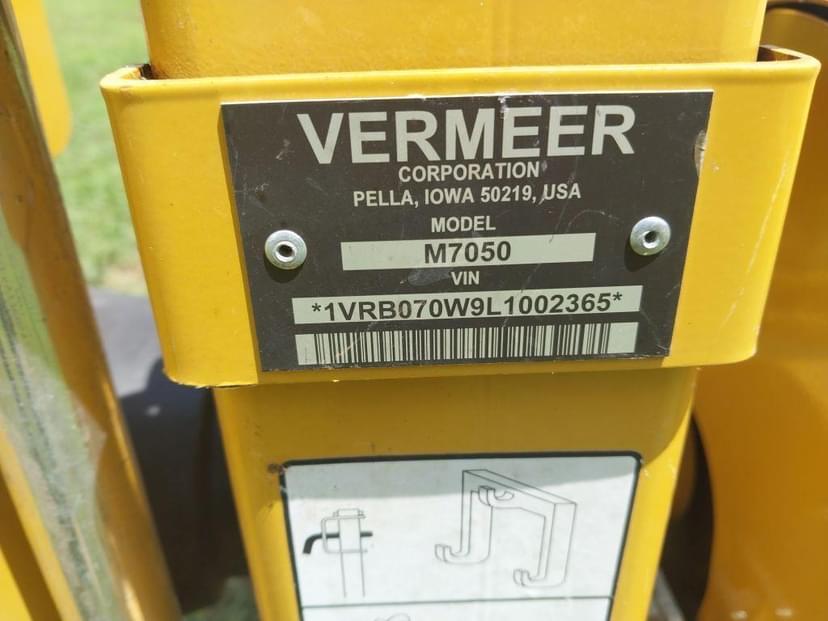 VERMEER
CORPORATION
PELLA, IOWA 50219, USA
MODEL
M7050
VIN
*1VRB070W9L1002365*